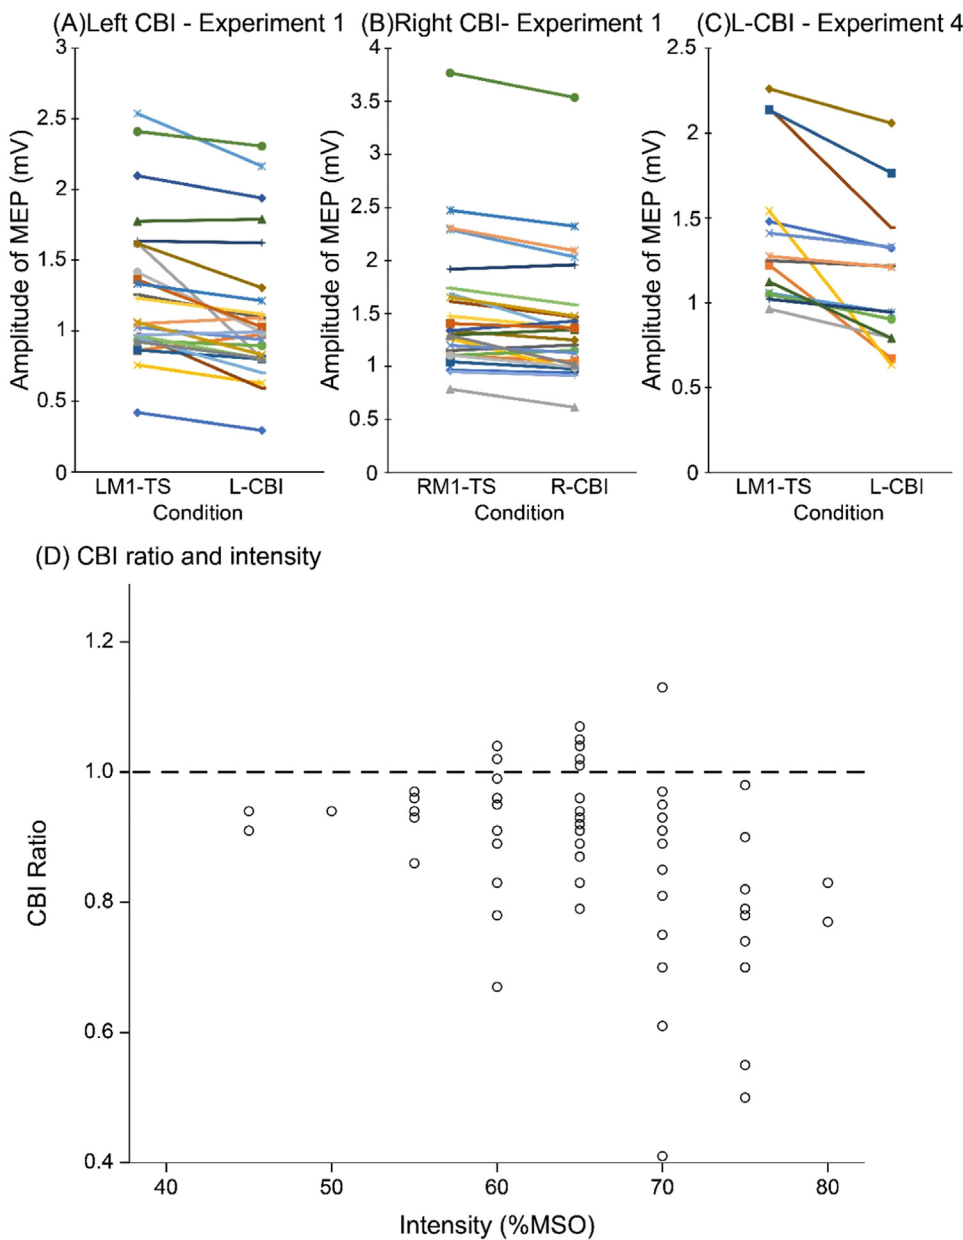 (A)Left CBI - Experiment 1
(B)Right CBI- Experiment 1
(C)L-CBI - Experiment 4
Amplitude of MEP (mV)
3
2.5
2
1.5
1
0.5
0
LM1-TS L-CBI
Condition
Amplitude of MEP (mV)
4
3.5
3
2.5
2
1.5
1
0.5
0
RM1-TS R-CBI
Condition
Amplitude of MEP (mV)
2.5
2
1.5
1
0.5
0
LM1-TS L-CBI
Condition
(D) CBI ratio and intensity
CBI Ratio
1.2
1.0
0.8
0.6
0.4
40 50 60 70 80
Intensity (%MSO)